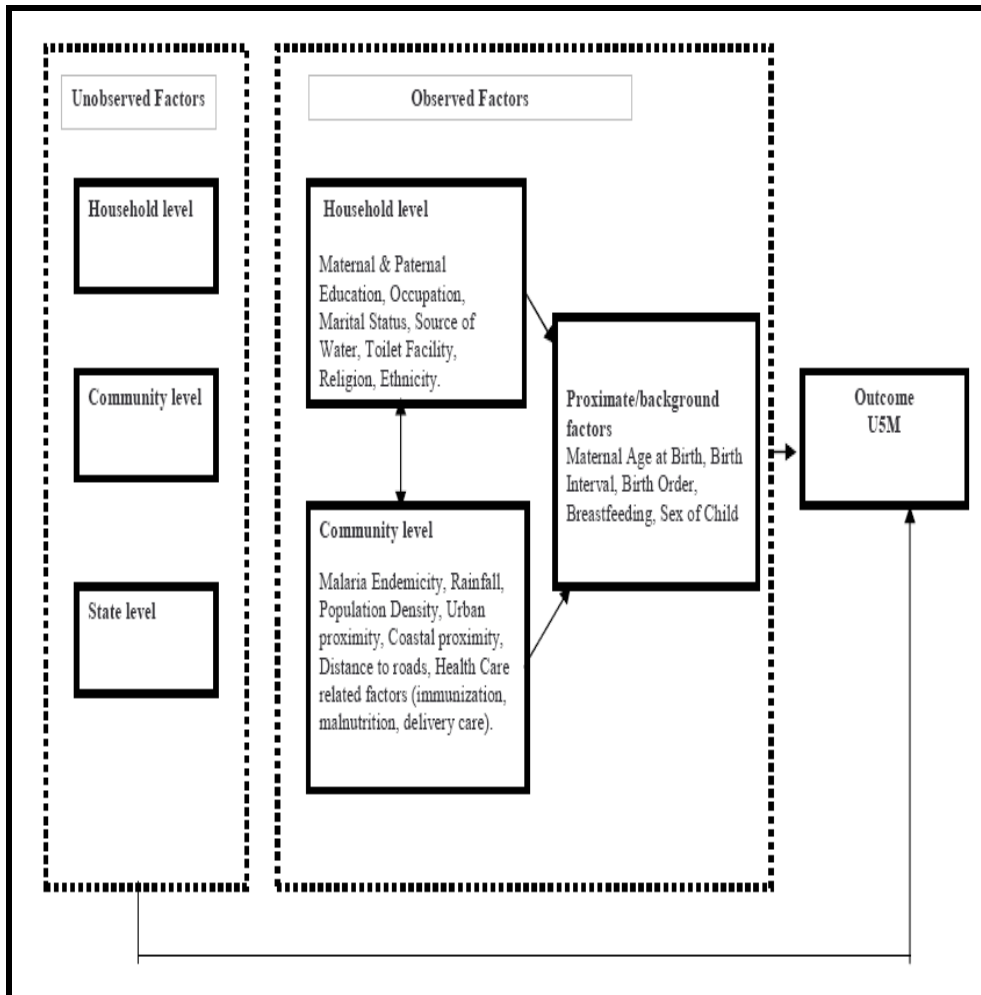 Unobserved Factors
Household level
Community level
State level
Observed Factors
Household level
Maternal & Paternal
Education, Occupation,
Marital Status, Source of
Water, Toilet Facility,
Religion, Ethnicity.
Community level
Malaria Endemicity, Rainfall,
Population Density, Urban
proximity, Coastal proximity,
Distance to roads, Health Care
related factors (immunization,
malnutrition, delivery care).
Proximate/background
factors
Maternal Age at Birth, Birth
Interval, Birth Order,
Breastfeeding, Sex of Child
Outcome
U5M